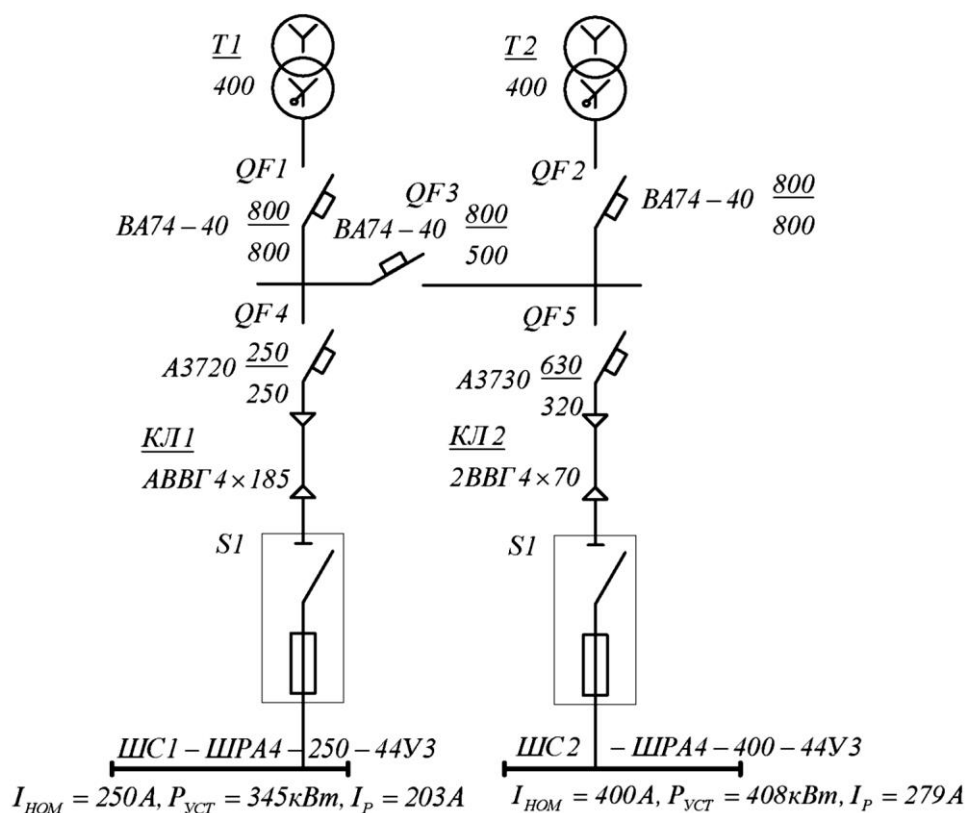 T1
400
T2
400
QF1
ВА74–40 800/800
QF3
ВА74–40 800/500
QF2
ВА74–40 800/800
QF4
А3720 250/250
QF5
А3730 630/320
КЛ1
АВВГ 4×185
КЛ2
2ВВГ 4×70
S1
S1
ШС1–ШРА4–250–44У3
ШС2 –ШРА4–400–44У3
I_НОМ = 250А, P_УСТ = 345кВт, I_Р = 203А
I_НОМ = 400А, P_УСТ = 408кВт, I_Р = 279А